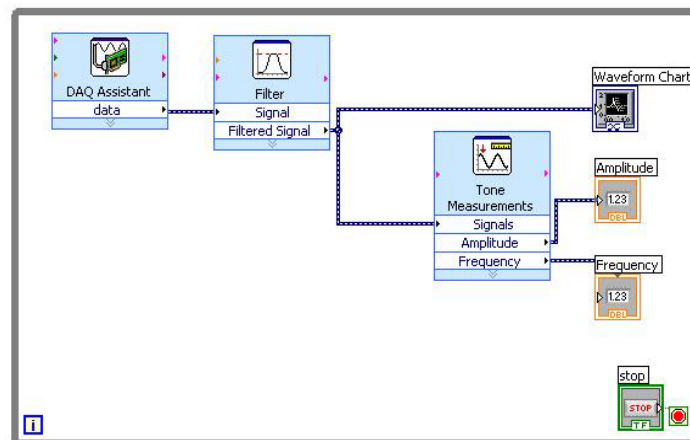 DAQ Assistant
data
Filter
Signal
Filtered Signal
Tone
Measurements
Signals
Amplitude
Frequency
Waveform Chart
Amplitude
1.23
DBL
Frequency
1.23
DBL
stop
STOP
TF
i